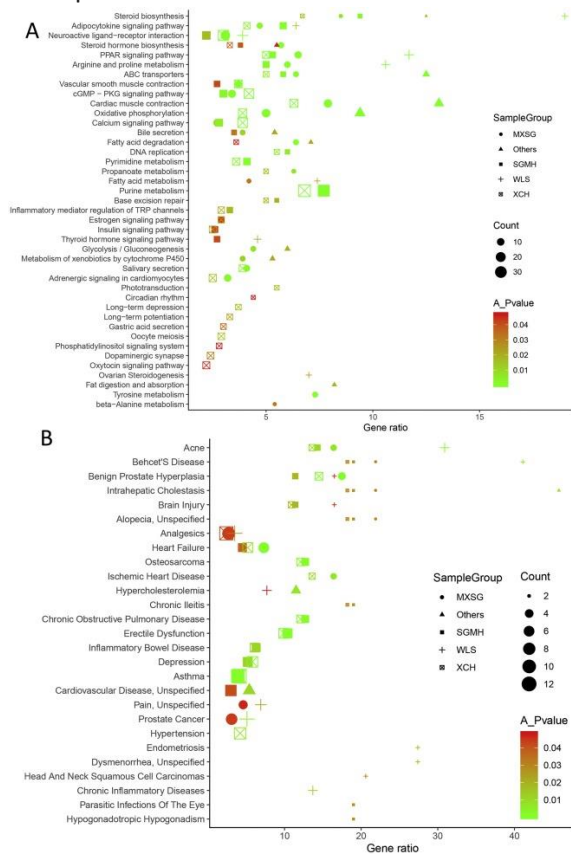 A
Steroid biosynthesis
Adipocytokine signaling pathway
Neuroactive ligand−receptor interaction
Steroid hormone biosynthesis
PPAR signaling pathway
Arginine and proline metabolism
ABC transporters
Vascular smooth muscle contraction
cGMP − PKG signaling pathway
Cardiac muscle contraction
Oxidative phosphorylation
Calcium signaling pathway
Bile secretion
Fatty acid degradation
DNA replication
Pyrimidine metabolism
Propanoate metabolism
Fatty acid metabolism
Purine metabolism
Base excision repair
Inflammatory mediator regulation of TRP channels
Estrogen signaling pathway
Insulin signaling pathway
Thyroid hormone signaling pathway
Glycolysis / Gluconeogenesis
Metabolism of xenobiotics by cytochrome P450
Salivary secretion
Adrenergic signaling in cardiomyocytes
Phototransduction
Circadian rhythm
Long−term depression
Long−term potentiation
Gastric acid secretion
Oocyte meiosis
Phosphatidylinositol signaling system
Dopaminergic synapse
Oxytocin signaling pathway
Ovarian Steroidogenesis
Fat digestion and absorption
Tyrosine metabolism
beta−Alanine metabolism
5 10 15
Gene ratio
SampleGroup
MXSG
Others
SGMH
WLS
XCH
Count
10
20
30
A_Pvalue
0.04
0.03
0.02
0.01
B
Acne
Behcet'S Disease
Benign Prostate Hyperplasia
Intrahepatic Cholestasis
Brain Injury
Alopecia, Unspecified
Analgesics
Heart Failure
Osteosarcoma
Ischemic Heart Disease
Hypercholesterolemia
Chronic Ileitis
Chronic Obstructive Pulmonary Disease
Erectile Dysfunction
Inflammatory Bowel Disease
Depression
Asthma
Cardiovascular Disease, Unspecified
Pain, Unspecified
Prostate Cancer
Hypertension
Endometriosis
Dysmenorrhea, Unspecified
Head And Neck Squamous Cell Carcinomas
Chronic Inflammatory Diseases
Parasitic Infections Of The Eye
Hypogonadotropic Hypogonadism
10 20 30 40
Gene ratio
SampleGroup
MXSG
Others
SGMH
WLS
XCH
Count
2
4
6
8
10
12
A_Pvalue
0.04
0.03
0.02
0.01